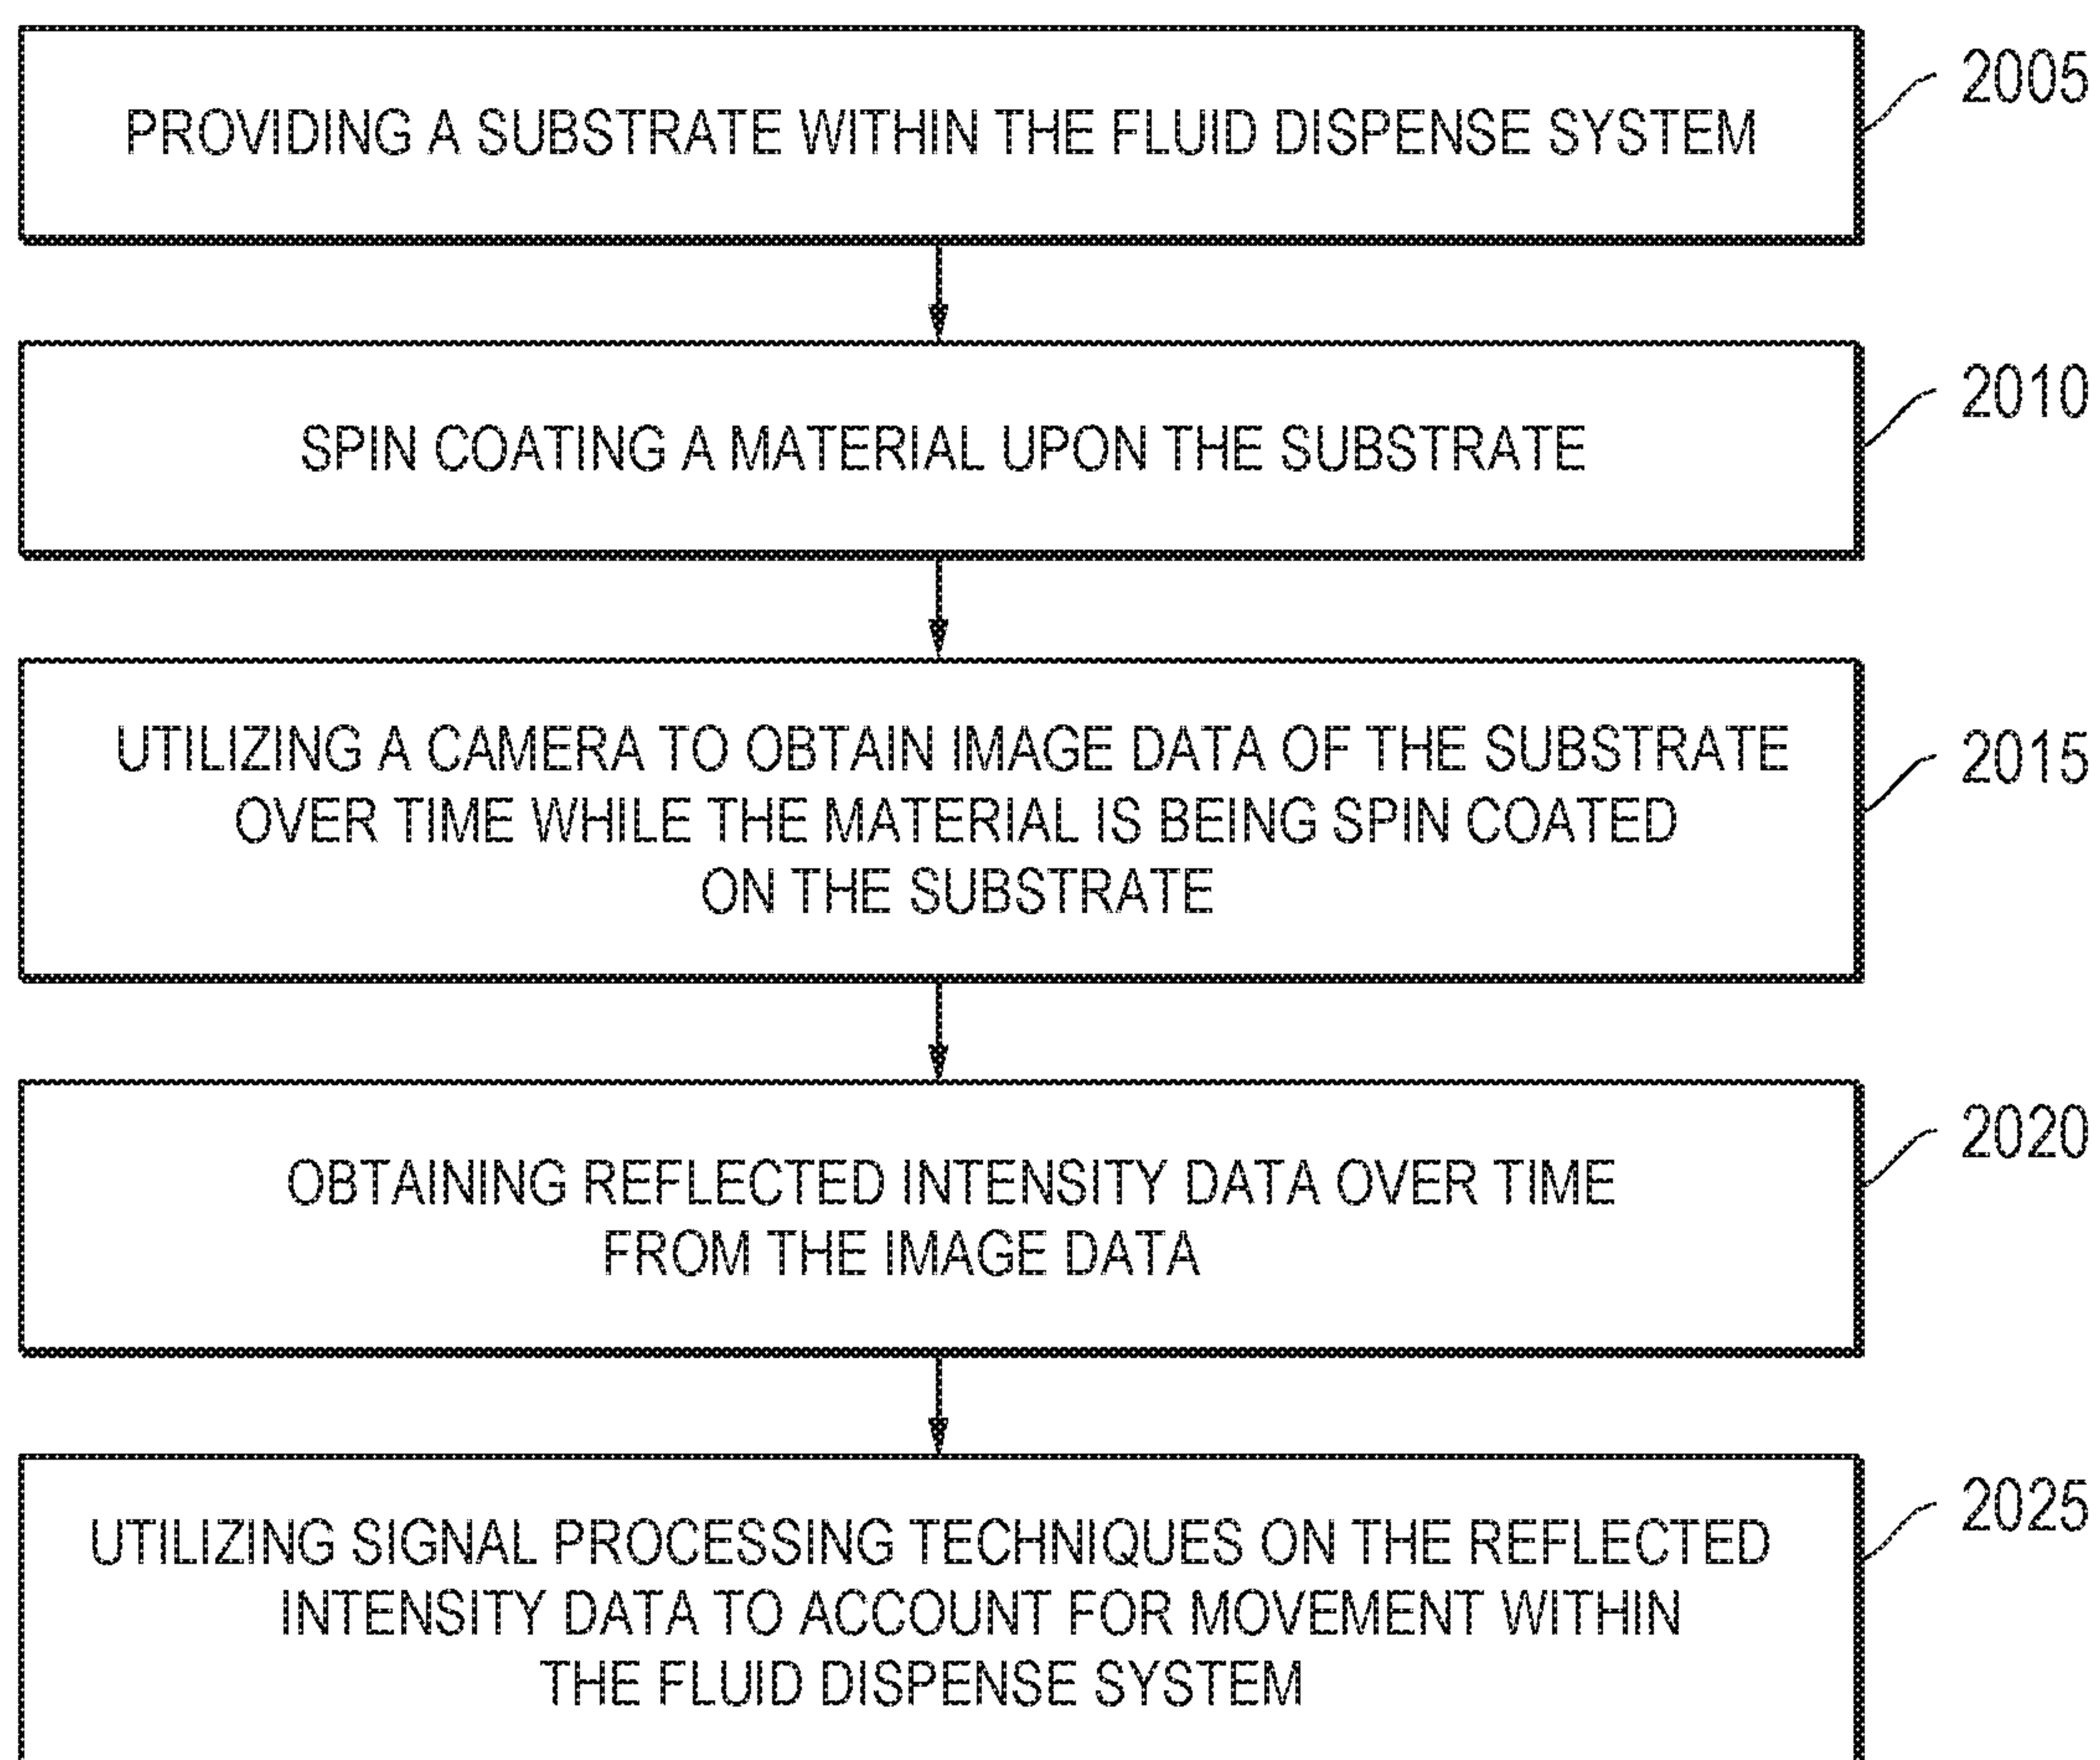 PROVIDING A SUBSTRATE WITHIN THE FLUID DISPENSE SYSTEM
2005
SPIN COATING A MATERIAL UPON THE SUBSTRATE
2010
UTILIZING A CAMERA TO OBTAIN IMAGE DATA OF THE SUBSTRATE
OVER TIME WHILE THE MATERIAL IS BEING SPIN COATED
ON THE SUBSTRATE
2015
OBTAINING REFLECTED INTENSITY DATA OVER TIME
FROM THE IMAGE DATA
2020
UTILIZING SIGNAL PROCESSING TECHNIQUES ON THE REFLECTED
INTENSITY DATA TO ACCOUNT FOR MOVEMENT WITHIN
THE FLUID DISPENSE SYSTEM
2025